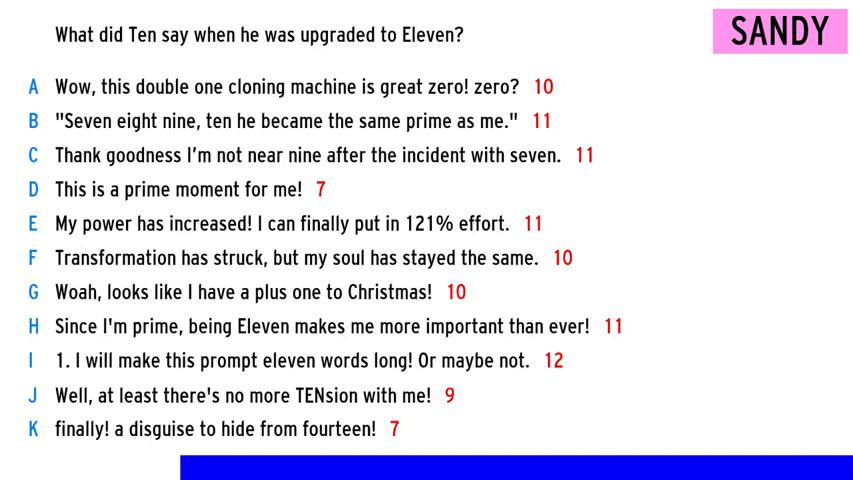 What did Ten say when he was upgraded to Eleven?
SANDY
A Wow, this double one cloning machine is great zero! zero? 10
B "Seven eight nine, ten he became the same prime as me." 11
C Thank goodness I'm not near nine after the incident with seven. 11
D This is a prime moment for me! 7
E My power has increased! I can finally put in 121% effort. 11
F Transformation has struck, but my soul has stayed the same. 10
G Woah, looks like I have a plus one to Christmas! 10
H Since I'm prime, being Eleven makes me more important than ever! 11
I 1. I will make this prompt eleven words long! Or maybe not. 12
J Well, at least there's no more TENsion with me! 9
K finally! a disguise to hide from fourteen! 7